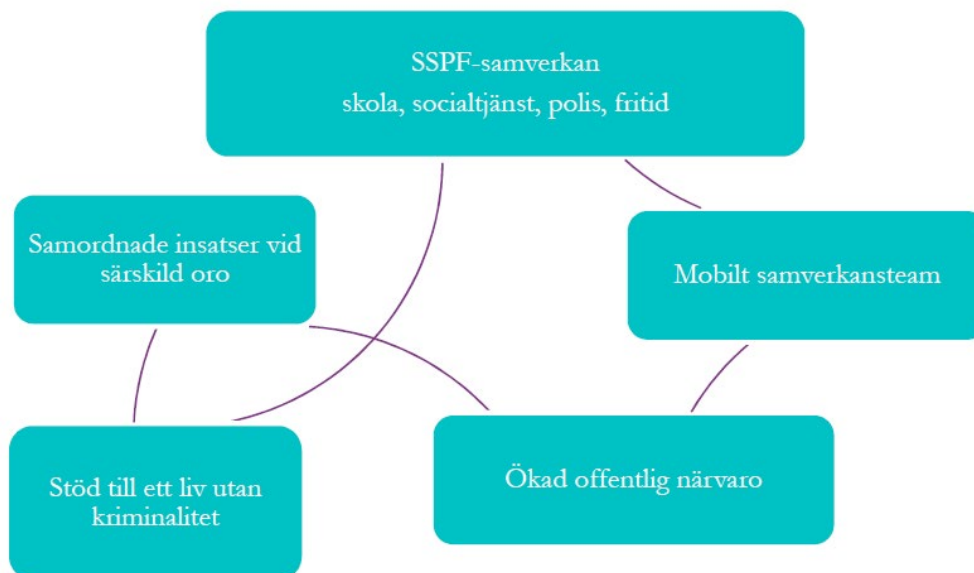 SSPF-samverkan
skola, socialtjänst, polis, fritid
Samordnade insatser vid
särskild oro
Mobilt samverkansteam
Stöd till ett liv utan
kriminalitet
Ökad offentlig närvaro